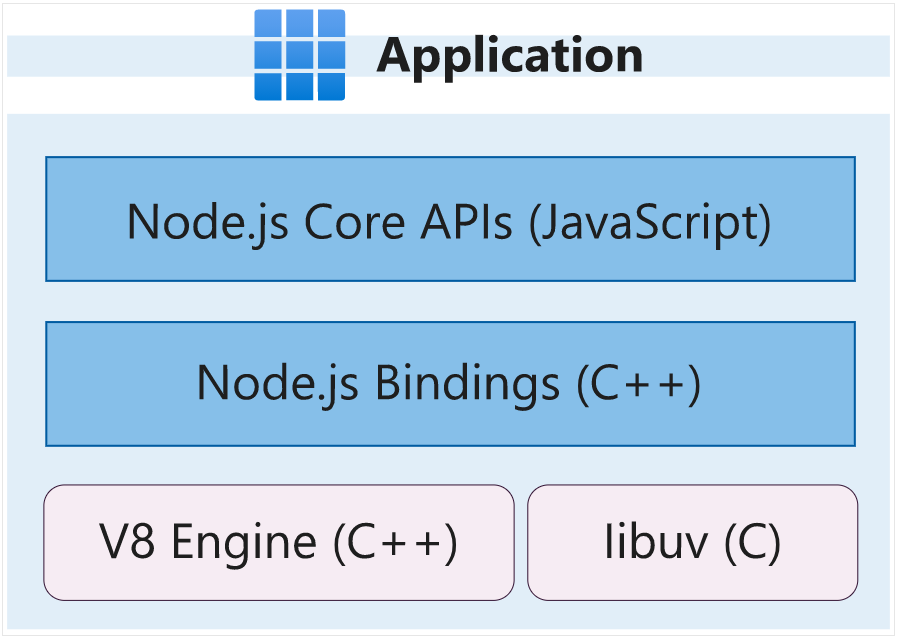 Application
Node.js Core APIs (JavaScript)
Node.js Bindings (C++)
V8 Engine (C++)
libuv (C)